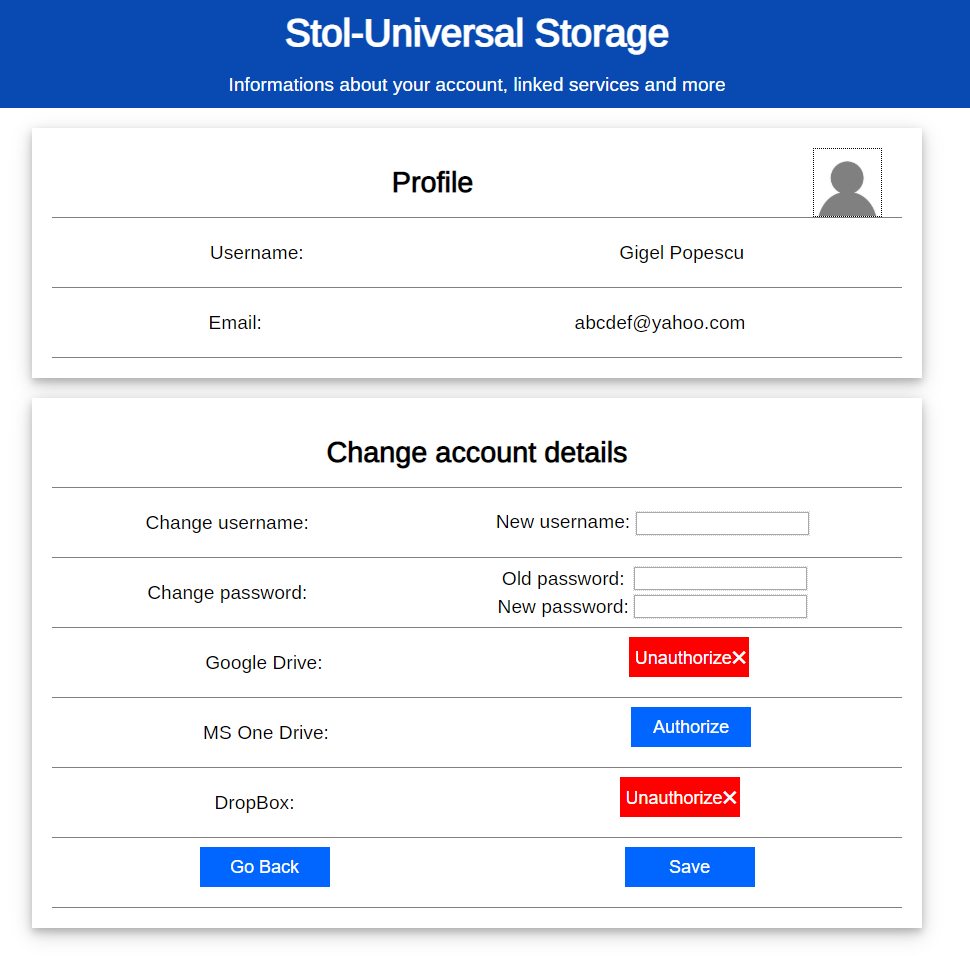 Stol-Universal Storage
Informations about your account, linked services and more
Profile
Username: Gigel Popescu
Email: abcdef@yahoo.com
Change account details
Change username: New username:
Change password: Old password:
New password:
Google Drive: Unauthorize✕
MS One Drive: Authorize
DropBox: Unauthorize✕
Go Back Save